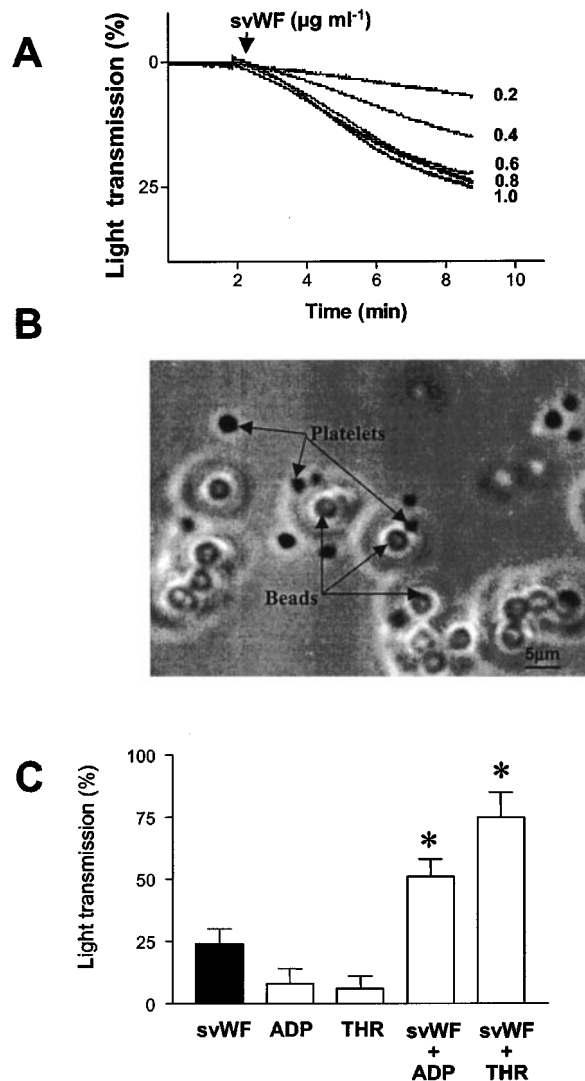 A
svWF (µg ml⁻¹)
Light transmission (%)
0
25
0.2
0.4
0.6
0.8
1.0
2
4
6
8
10
Time (min)
B
Platelets
Beads
5µm
C
Light transmission (%)
100
75
50
25
0
*
*
svWF
ADP
THR
svWF
+
ADP
svWF
+
THR